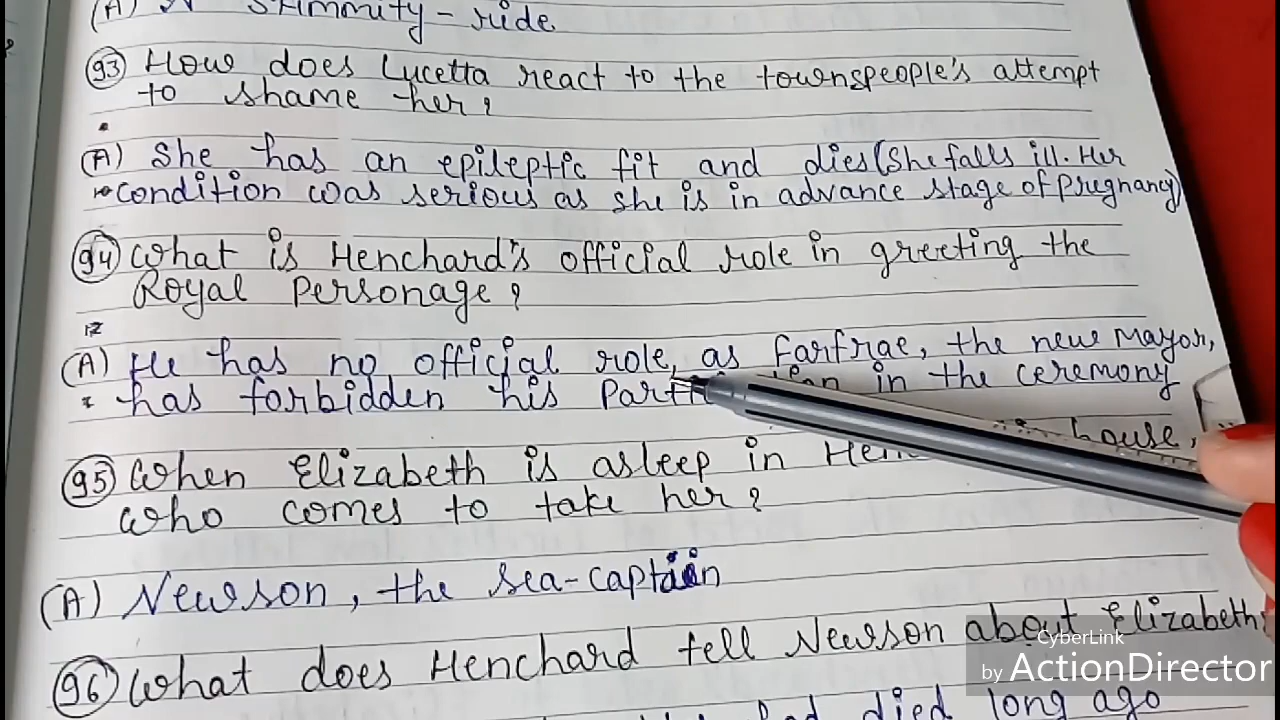 (A) A Skimmity-ride
(93) How does Lucetta react to the townspeople's attempt
to shame her?
(A) She has an epileptic fit and dies (She falls ill. Her
condition was serious as she is in advance stage of pregnancy)
(94) What is Henchard's official role in greeting the
Royal Personage?
(A) He has no official role, as Farfrae, the new Mayor,
has forbidden his in the ceremony
(95) When Elizabeth is asleep in house,
who comes to take her?
(A) Newson, the sea-captain
(96) What does Henchard tell Newson about Elizabeth?
died long ago
CyberLink
by ActionDirector